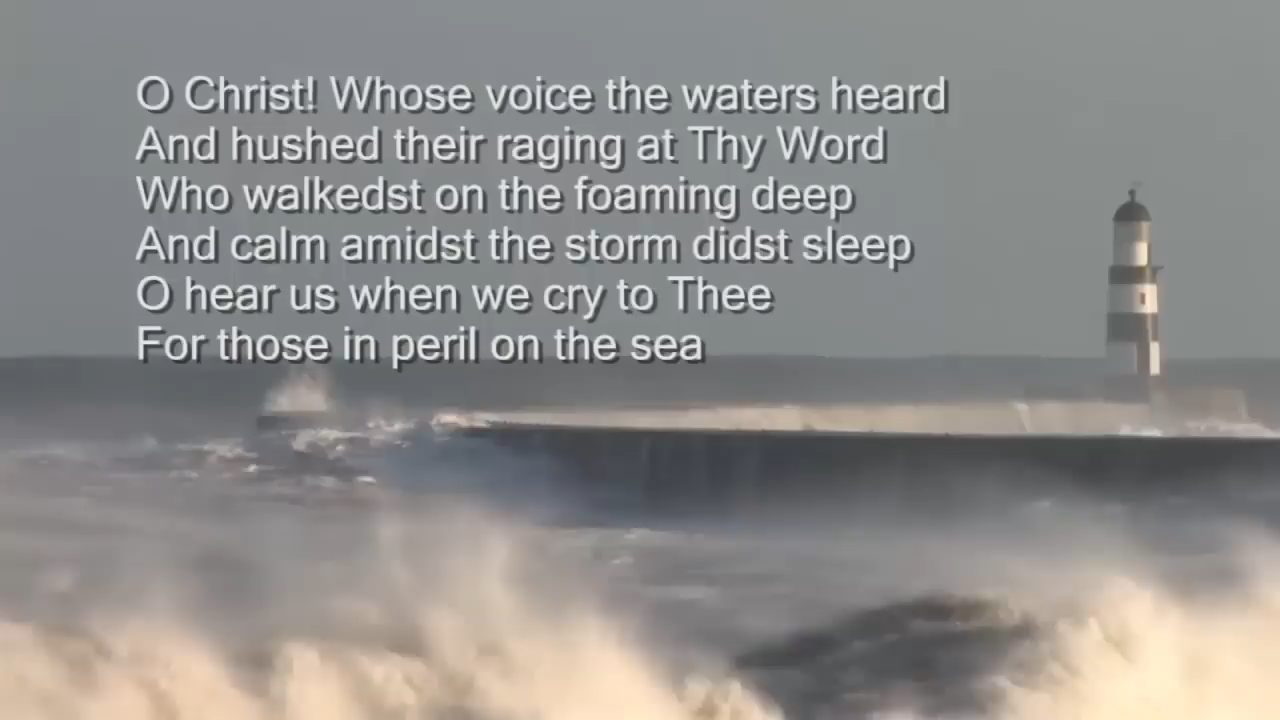 O Christ! Whose voice the waters heard
And hushed their raging at Thy Word
Who walkedst on the foaming deep
And calm amidst the storm didst sleep
O hear us when we cry to Thee
For those in peril on the sea